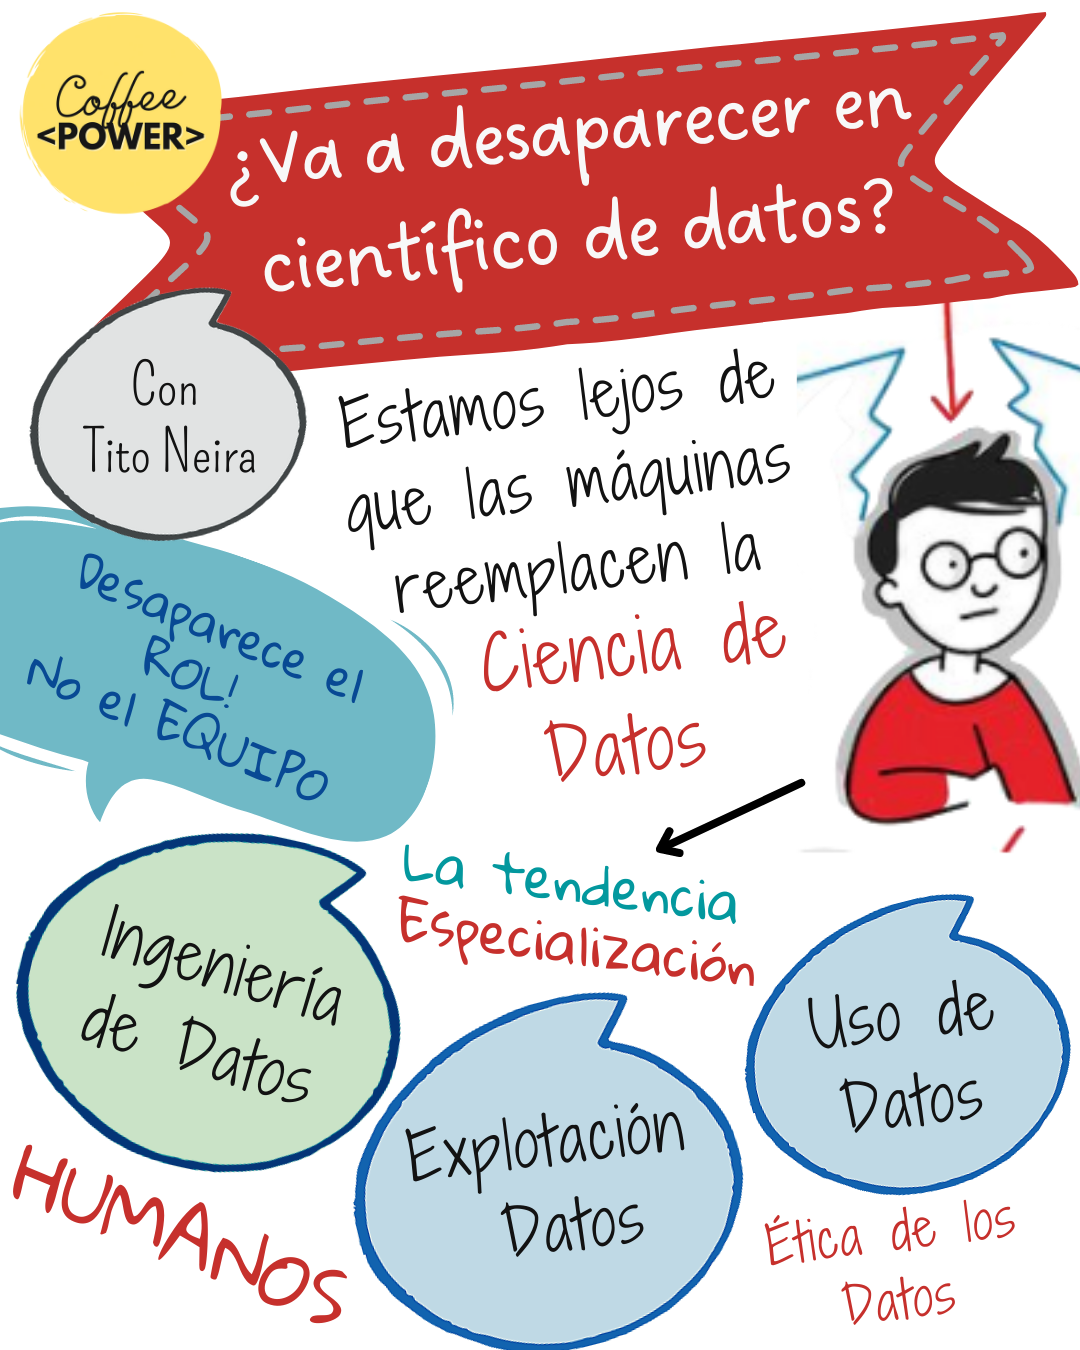 Coffee
<POWER>
¿Va a desaparecer en
científico de datos?
Con
Tito Neira
Estamos lejos de
que las máquinas
reemplacen la
Ciencia de
Datos
Desaparece el
ROL!
No el EQUIPO
La tendencia
Especialización
Ingeniería
de Datos
Explotación
Datos
Uso de
Datos
HUMANOS
Ética de los
Datos